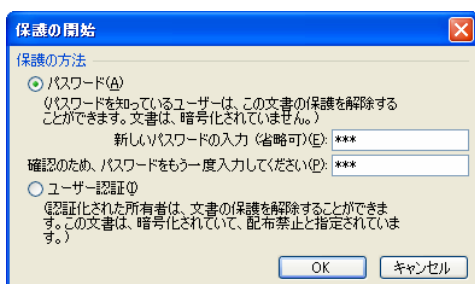 保護の開始
保護の方法
パスワード(A)
(パスワードを知っているユーザーは、この文書の保護を解除する
ことができます。文書は、暗号化されていません。)
新しいパスワードの入力 (省略可)(E): ***
確認のため、パスワードをもう一度入力してください(P): ***
ユーザー認証(I)
(認証化された所有者は、文書の保護を解除することができま
す。この文書は、暗号化されていて、配布禁止と指定されていま
す。)
OK キャンセル